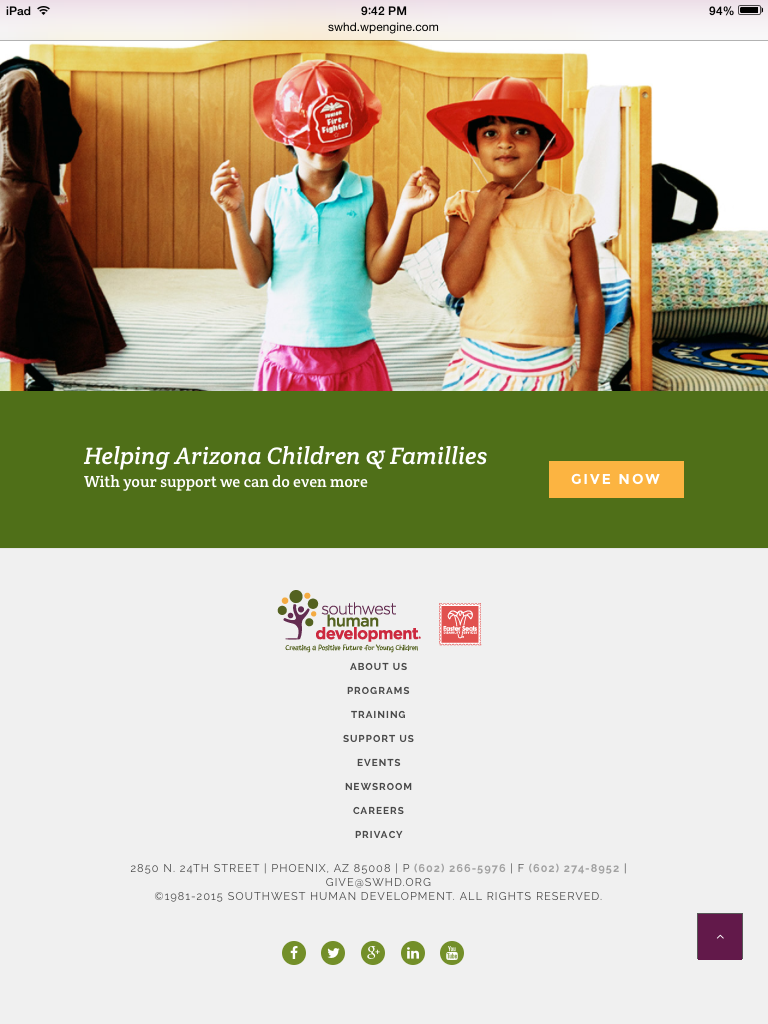 iPad 9:42 PM 94%
swhd.wpengine.com
Junior
Fire
Fighter
Helping Arizona Children & Famillies
With your support we can do even more
GIVE NOW
southwest
human
development.
Creating a Positive Future for Young Children
Easter Seals
ABOUT US
PROGRAMS
TRAINING
SUPPORT US
EVENTS
NEWSROOM
CAREERS
PRIVACY
2850 N. 24TH STREET | PHOENIX, AZ 85008 | P (602) 266-5976 | F (602) 274-8952 |
GIVE@SWHD.ORG
©1981-2015 SOUTHWEST HUMAN DEVELOPMENT. ALL RIGHTS RESERVED.
f g+ in You Tube